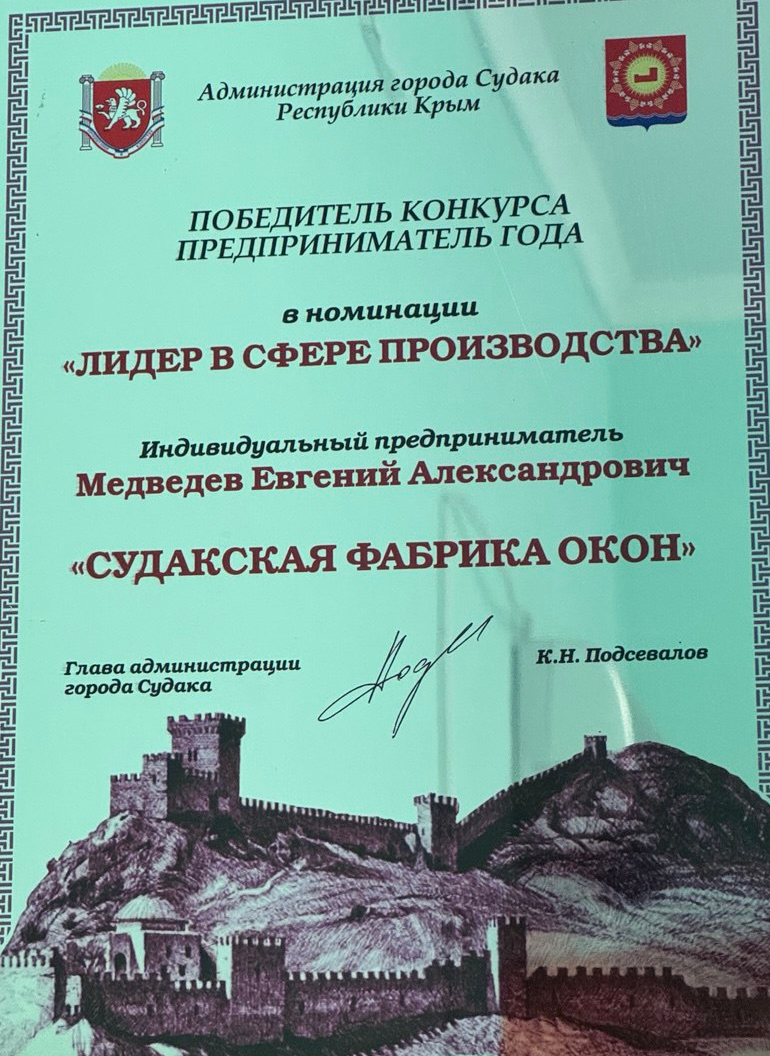 Администрация города Судака
Республики Крым
ПОБЕДИТЕЛЬ КОНКУРСА
ПРЕДПРИНИМАТЕЛЬ ГОДА
в номинации
«ЛИДЕР В СФЕРЕ ПРОИЗВОДСТВА»
Индивидуальный предприниматель
Медведев Евгений Александрович
«СУДАКСКАЯ ФАБРИКА ОКОН»
Глава администрации
города Судака
К.Н. Подсевалов